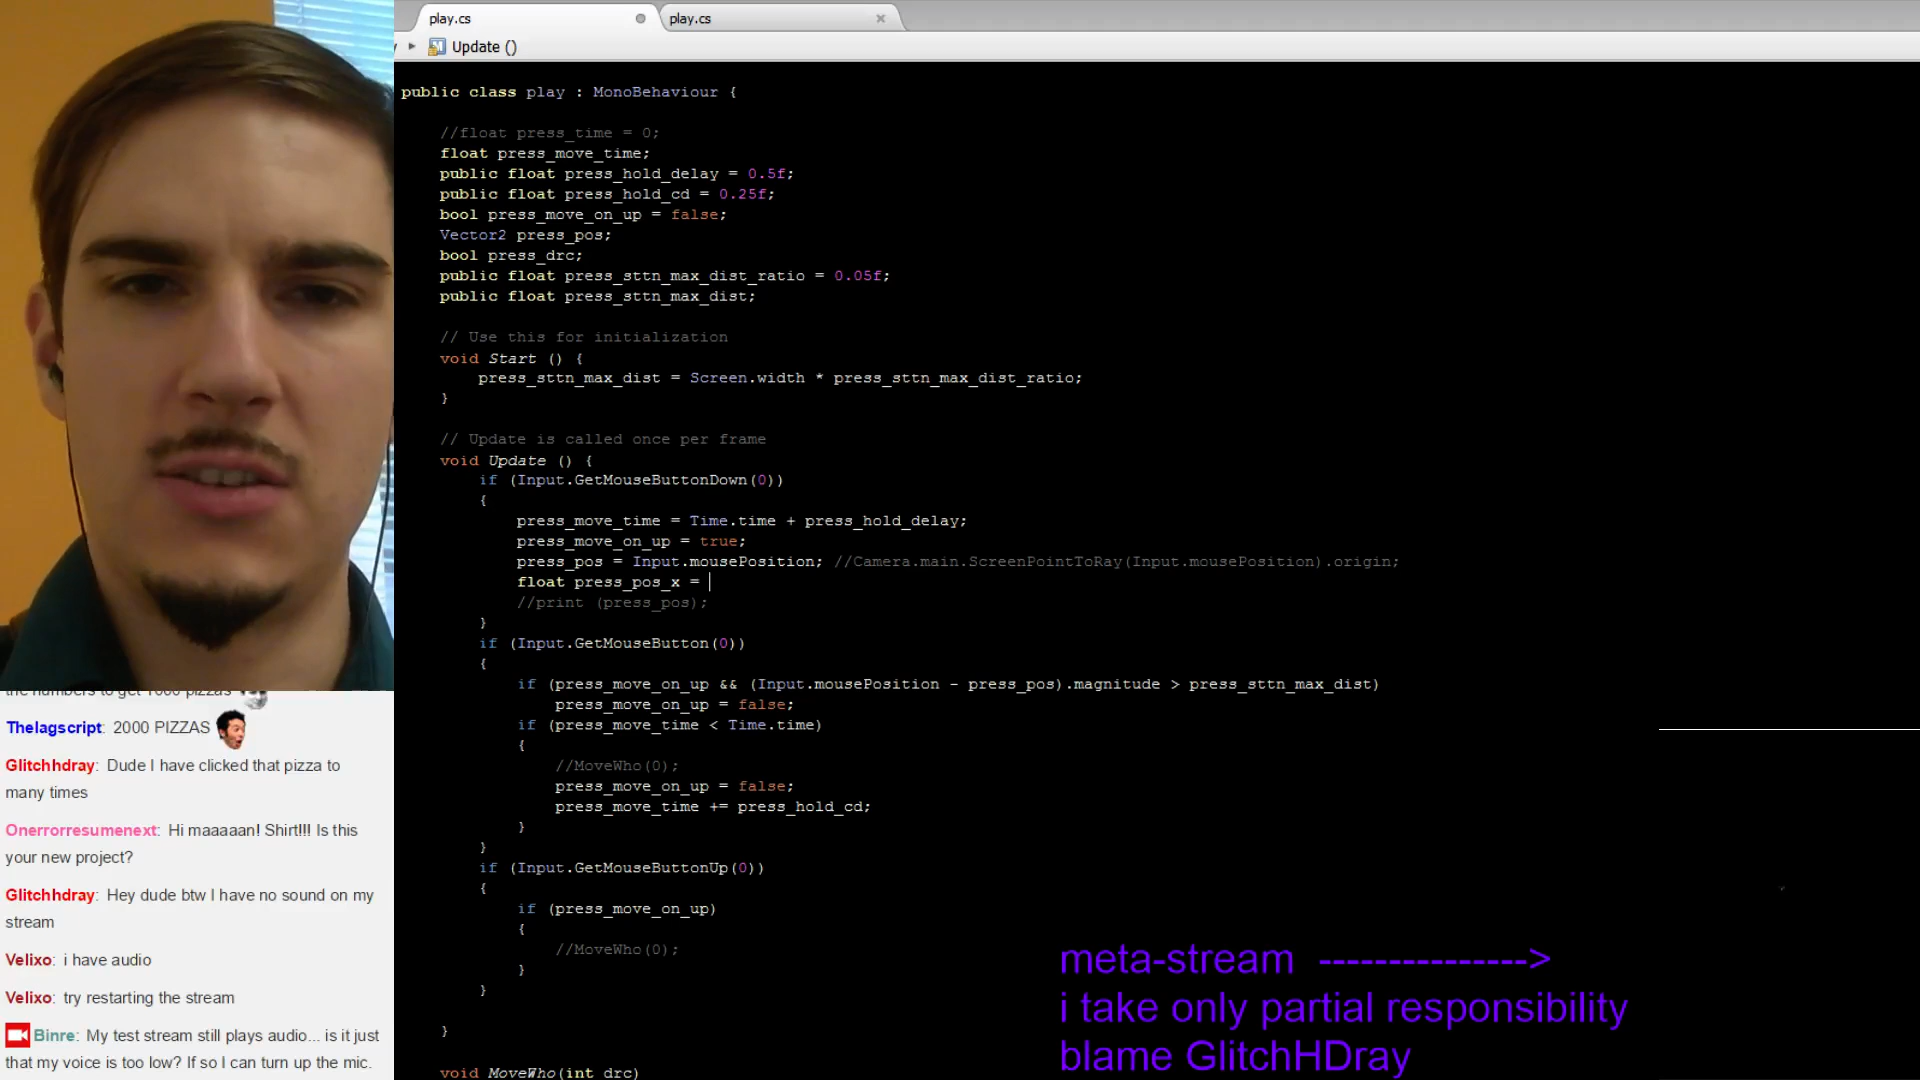 play.cs
play.cs
Update ()
public class play : MonoBehaviour {
//float press_time = 0;
float press_move_time;
public float press_hold_delay = 0.5f;
public float press_hold_cd = 0.25f;
bool press_move_on_up = false;
Vector2 press_pos;
bool press_drc;
public float press_sttn_max_dist_ratio = 0.05f;
public float press_sttn_max_dist;
// Use this for initialization
void Start () {
press_sttn_max_dist = Screen.width * press_sttn_max_dist_ratio;
}
// Update is called once per frame
void Update () {
if (Input.GetMouseButtonDown(0))
{
press_move_time = Time.time + press_hold_delay;
press_move_on_up = true;
press_pos = Input.mousePosition; //Camera.main.ScreenPointToRay(Input.mousePosition).origin;
float press_pos_x =
//print (press_pos);
}
if (Input.GetMouseButton(0))
{
if (press_move_on_up && (Input.mousePosition - press_pos).magnitude > press_sttn_max_dist)
press_move_on_up = false;
if (press_move_time < Time.time)
{
//MoveWho(0);
press_move_on_up = false;
press_move_time += press_hold_cd;
}
}
if (Input.GetMouseButtonUp(0))
{
if (press_move_on_up)
{
//MoveWho(0);
}
}
}
void MoveWho(int drc)
the numbers to get 1000 pizzas
Thelagscript: 2000 PIZZAS
Glitchhdray: Dude I have clicked that pizza to
many times
Onerrorresumenext: Hi maaaaan! Shirt!!! Is this
your new project?
Glitchhdray: Hey dude btw I have no sound on my
stream
Velixo: i have audio
Velixo: try restarting the stream
Binre: My test stream still plays audio... is it just
that my voice is too low? If so I can turn up the mic.
meta-stream --------------->
i take only partial responsibility
blame GlitchHDray